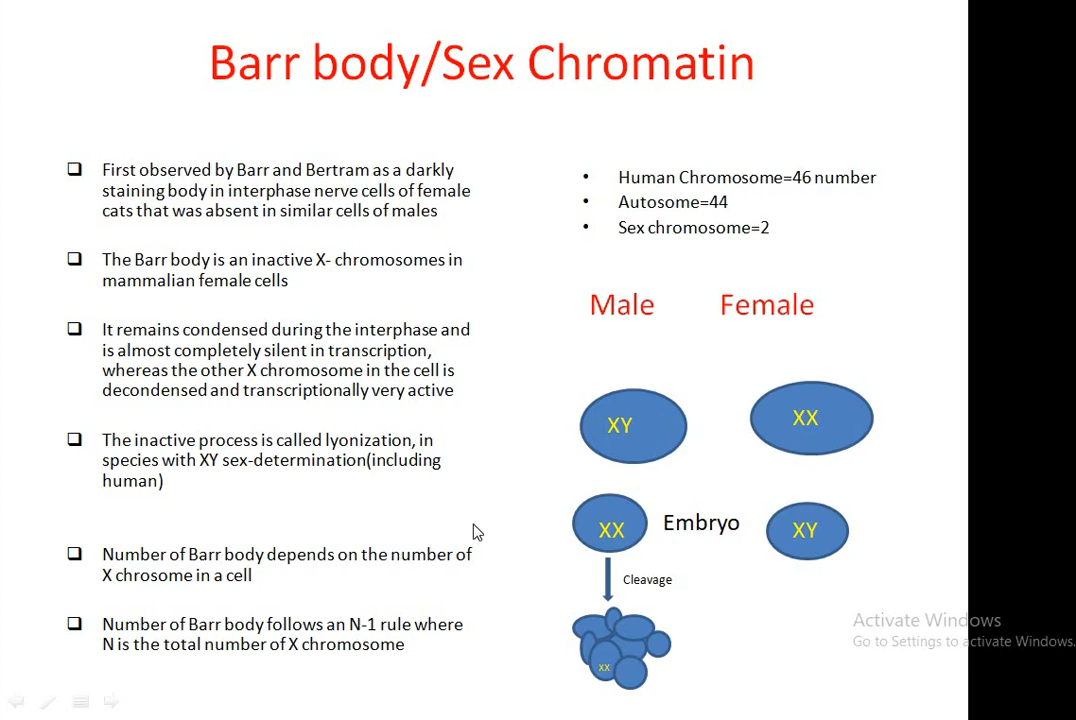 Barr body/Sex Chromatin
First observed by Barr and Bertram as a darkly
staining body in interphase nerve cells of female
cats that was absent in similar cells of males
The Barr body is an inactive X- chromosomes in
mammalian female cells
It remains condensed during the interphase and
is almost completely silent in transcription,
whereas the other X chromosome in the cell is
decondensed and transcriptionally very active
The inactive process is called lyonization, in
species with XY sex-determination(including
human)
Number of Barr body depends on the number of
X chrosome in a cell
Number of Barr body follows an N-1 rule where
N is the total number of X chromosome
• Human Chromosome=46 number
• Autosome=44
• Sex chromosome=2
Male Female
XY XX
XX Embryo XY
Cleavage
XX
Activate Windows
Go to Settings to activate Windows.